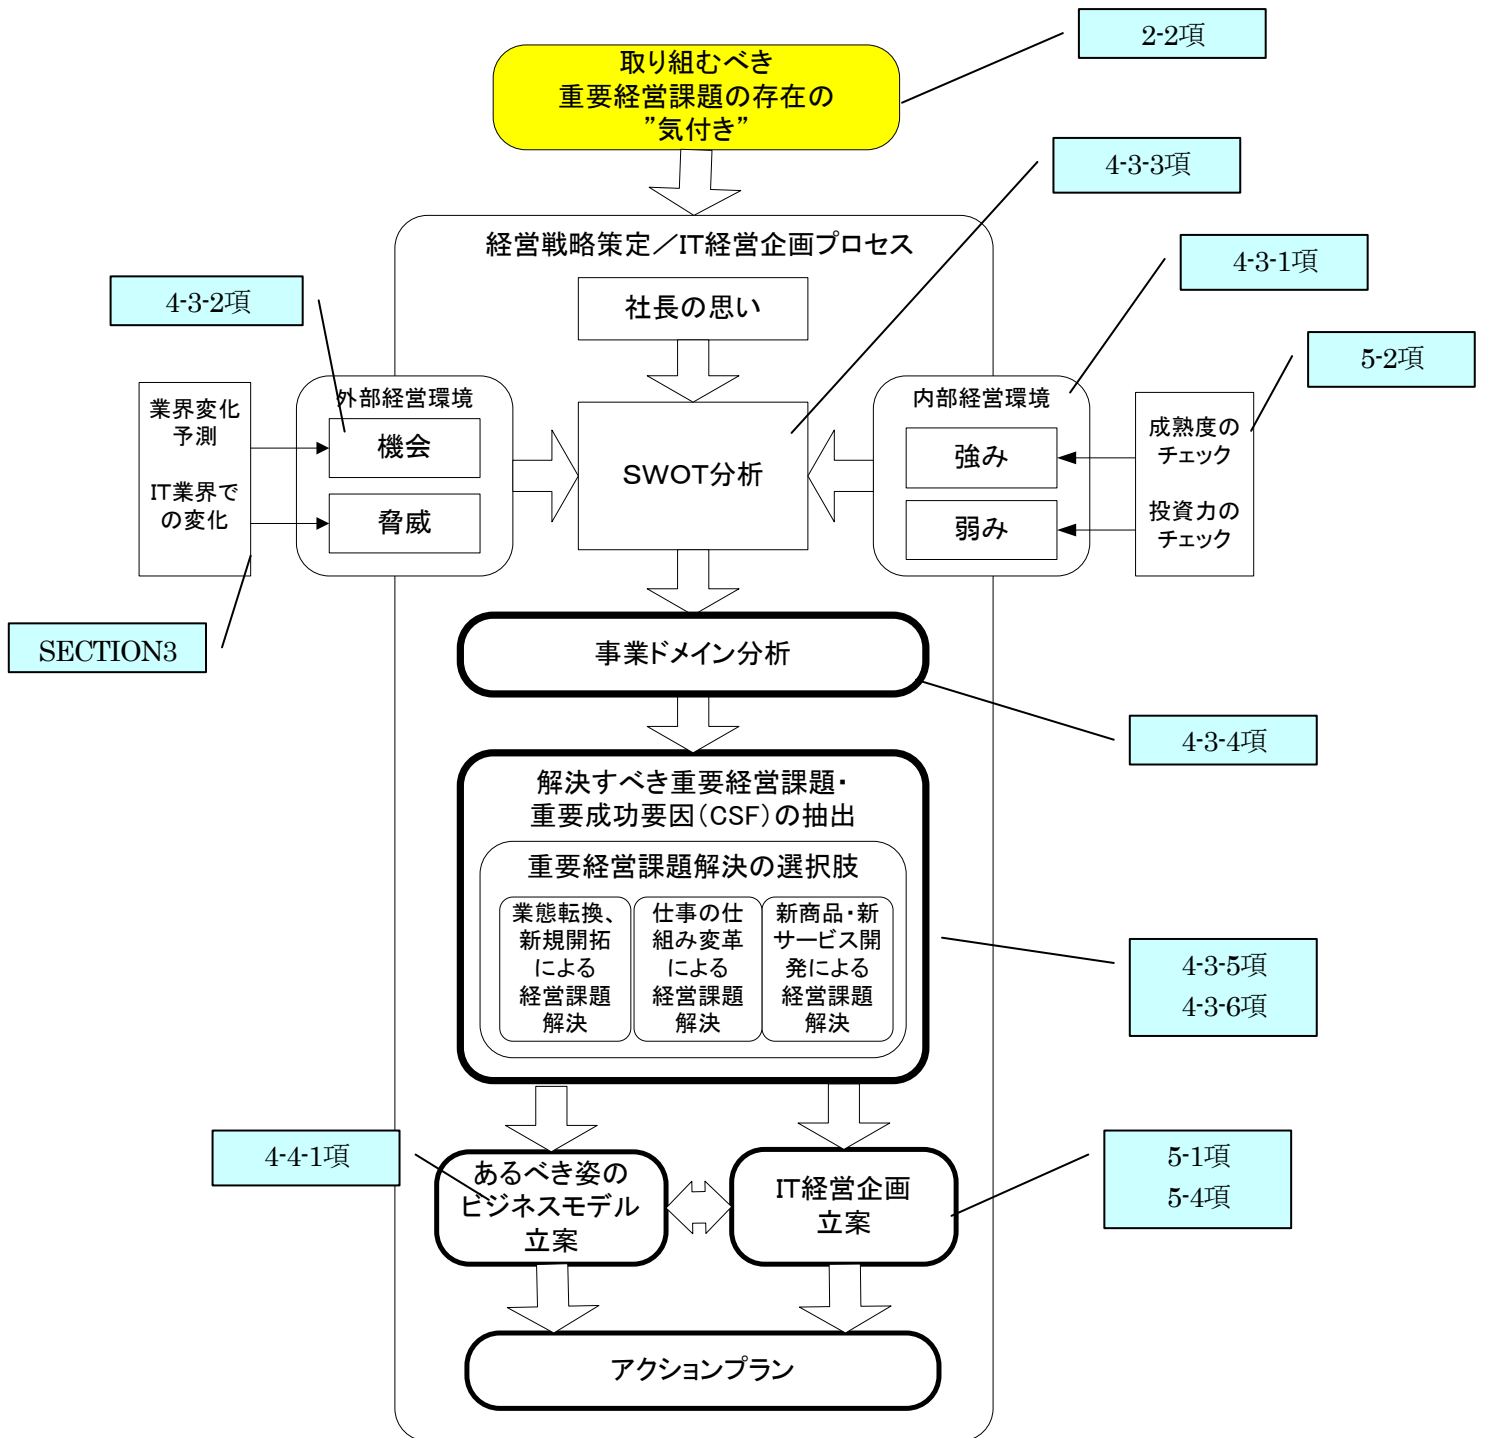 2-2項
取り組むべき
重要経営課題の存在の
”気付き”
4-3-3項
経営戦略策定／IT経営企画プロセス
4-3-1項
4-3-2項
社長の思い
5-2項
業界変化
予測
IT業界で
の変化
外部経営環境
機会
脅威
SWOT分析
内部経営環境
強み
弱み
成熟度の
チェック
投資力の
チェック
SECTION3
事業ドメイン分析
4-3-4項
解決すべき重要経営課題・
重要成功要因（CSF）の抽出
重要経営課題解決の選択肢
業態転換、
新規開拓
による
経営課題
解決
仕事の仕
組み変革
による
経営課題
解決
新商品・新
サービス開
発による
経営課題
解決
4-3-5項
4-3-6項
4-4-1項
あるべき姿の
ビジネスモデル
立案
IT経営企画
立案
5-1項
5-4項
アクションプラン